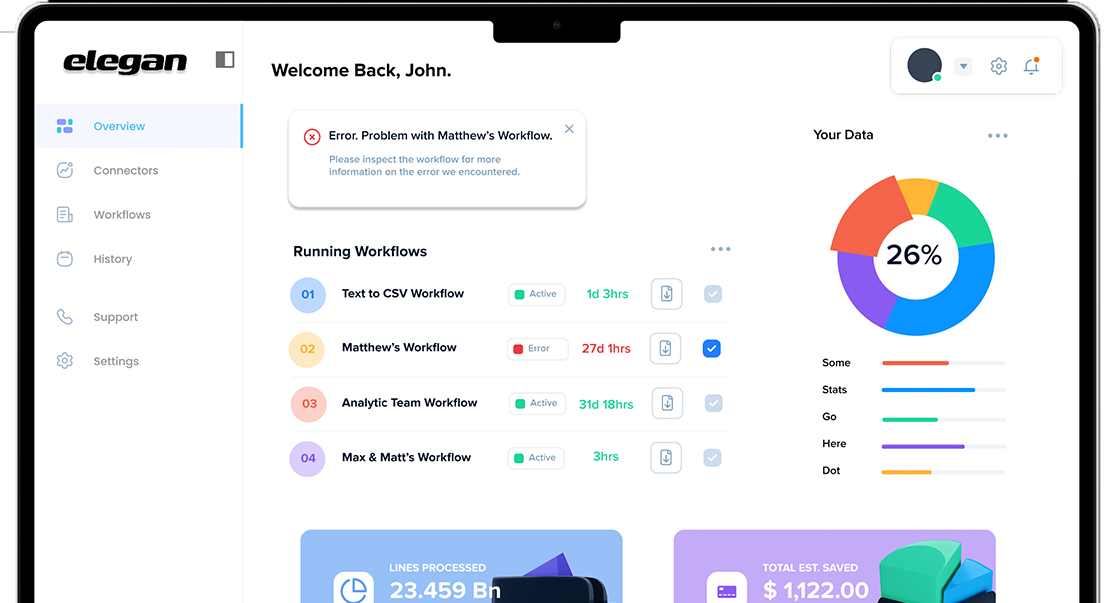 elegan
Welcome Back, John.
Overview
Connectors
Workflows
History
Support
Settings
Error. Problem with Matthew's Workflow.
Please inspect the workflow for more
information on the error we encountered.
Running Workflows
01 Text to CSV Workflow Active 1d 3hrs
02 Matthew's Workflow Error 27d 1hrs
03 Analytic Team Workflow Active 31d 18hrs
04 Max & Matt's Workflow Active 3hrs
Your Data
26%
Some
Stats
Go
Here
Dot
LINES PROCESSED
23.459 Bn
TOTAL EST. SAVED
$ 1,122.00